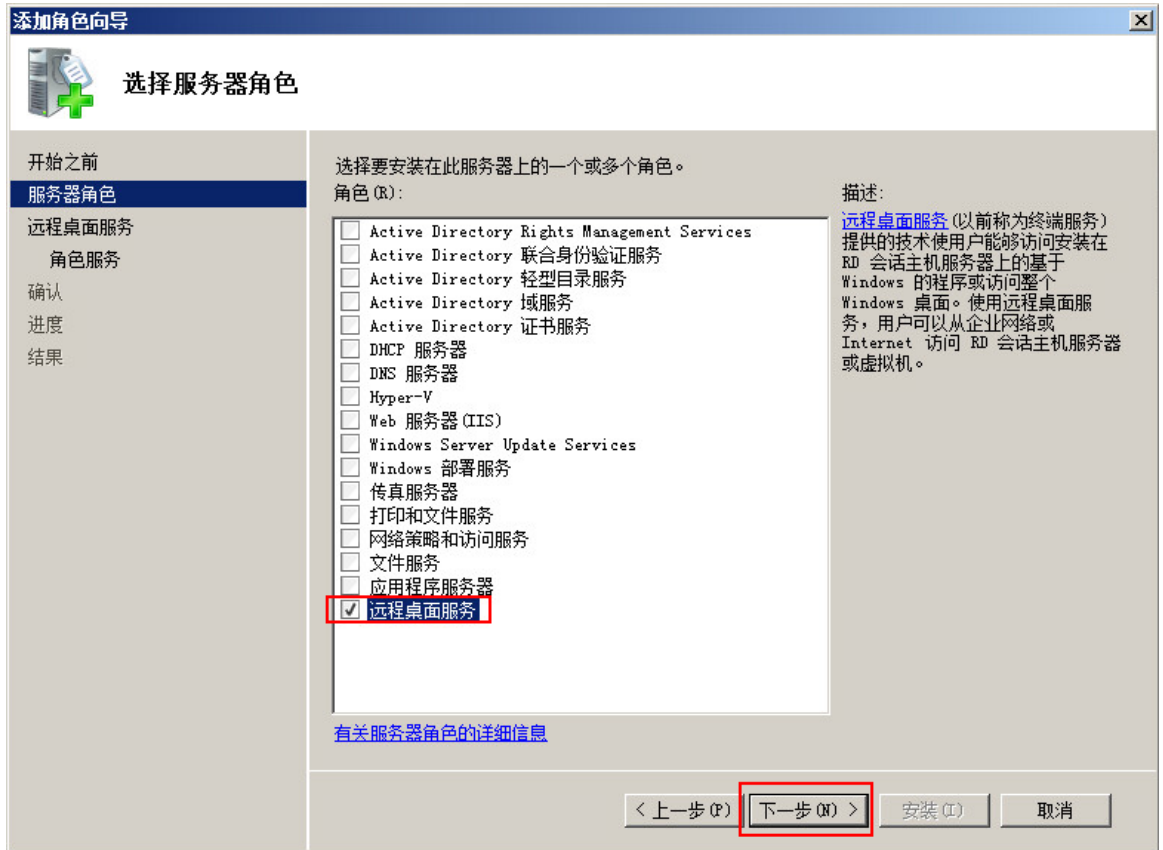 添加角色向导
选择服务器角色
开始之前
服务器角色
远程桌面服务
角色服务
确认
进度
结果
选择要安装在此服务器上的一个或多个角色。
角色(R):
Active Directory Rights Management Services
Active Directory 联合身份验证服务
Active Directory 轻型目录服务
Active Directory 域服务
Active Directory 证书服务
DHCP 服务器
DNS 服务器
Hyper-V
Web 服务器(IIS)
Windows Server Update Services
Windows 部署服务
传真服务器
打印和文件服务
网络策略和访问服务
文件服务
应用程序服务器
远程桌面服务
有关服务器角色的详细信息
描述:
远程桌面服务(以前称为终端服务)
提供的技术使用户能够访问安装在
RD 会话主机服务器上的基于
Windows 的程序或访问整个
Windows 桌面。使用远程桌面服
务，用户可以从企业网络或
Internet 访问 RD 会话主机服务器
或虚拟机。
< 上一步(P)
下一步(N) >
安装(I)
取消